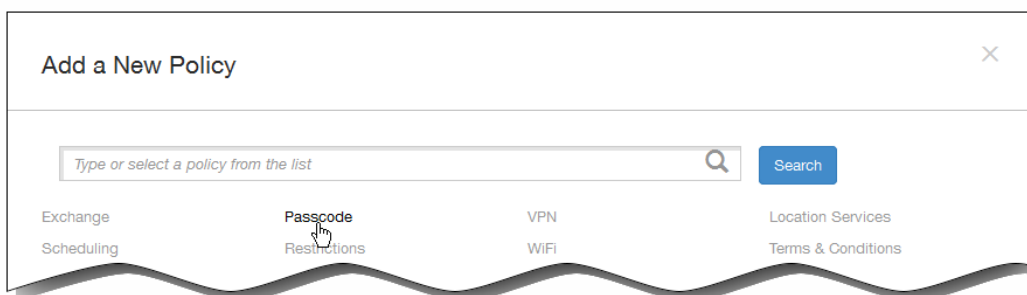 Add a New Policy
Type or select a policy from the list
Search
Exchange Passcode VPN Location Services
Scheduling Restrictions WiFi Terms & Conditions